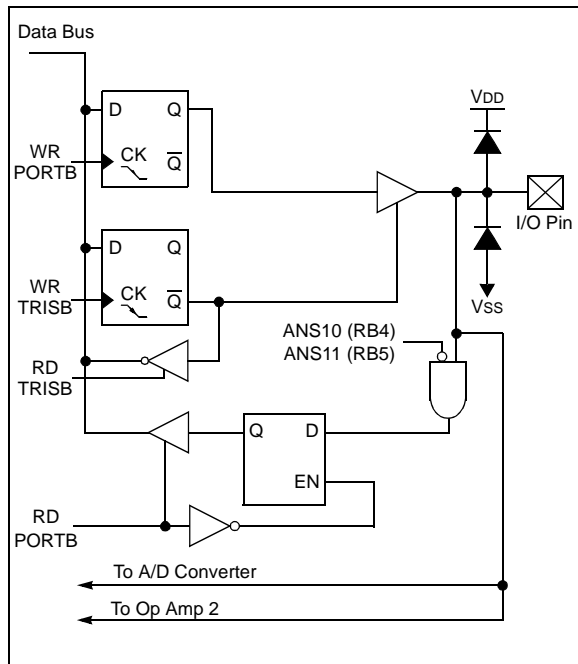 Data Bus
D Q
WR
PORTB
CK
Q
VDD
I/O Pin
D Q
WR
TRISB
CK
Q
VSS
ANS10 (RB4)
ANS11 (RB5)
RD
TRISB
Q D
EN
RD
PORTB
To A/D Converter
To Op Amp 2